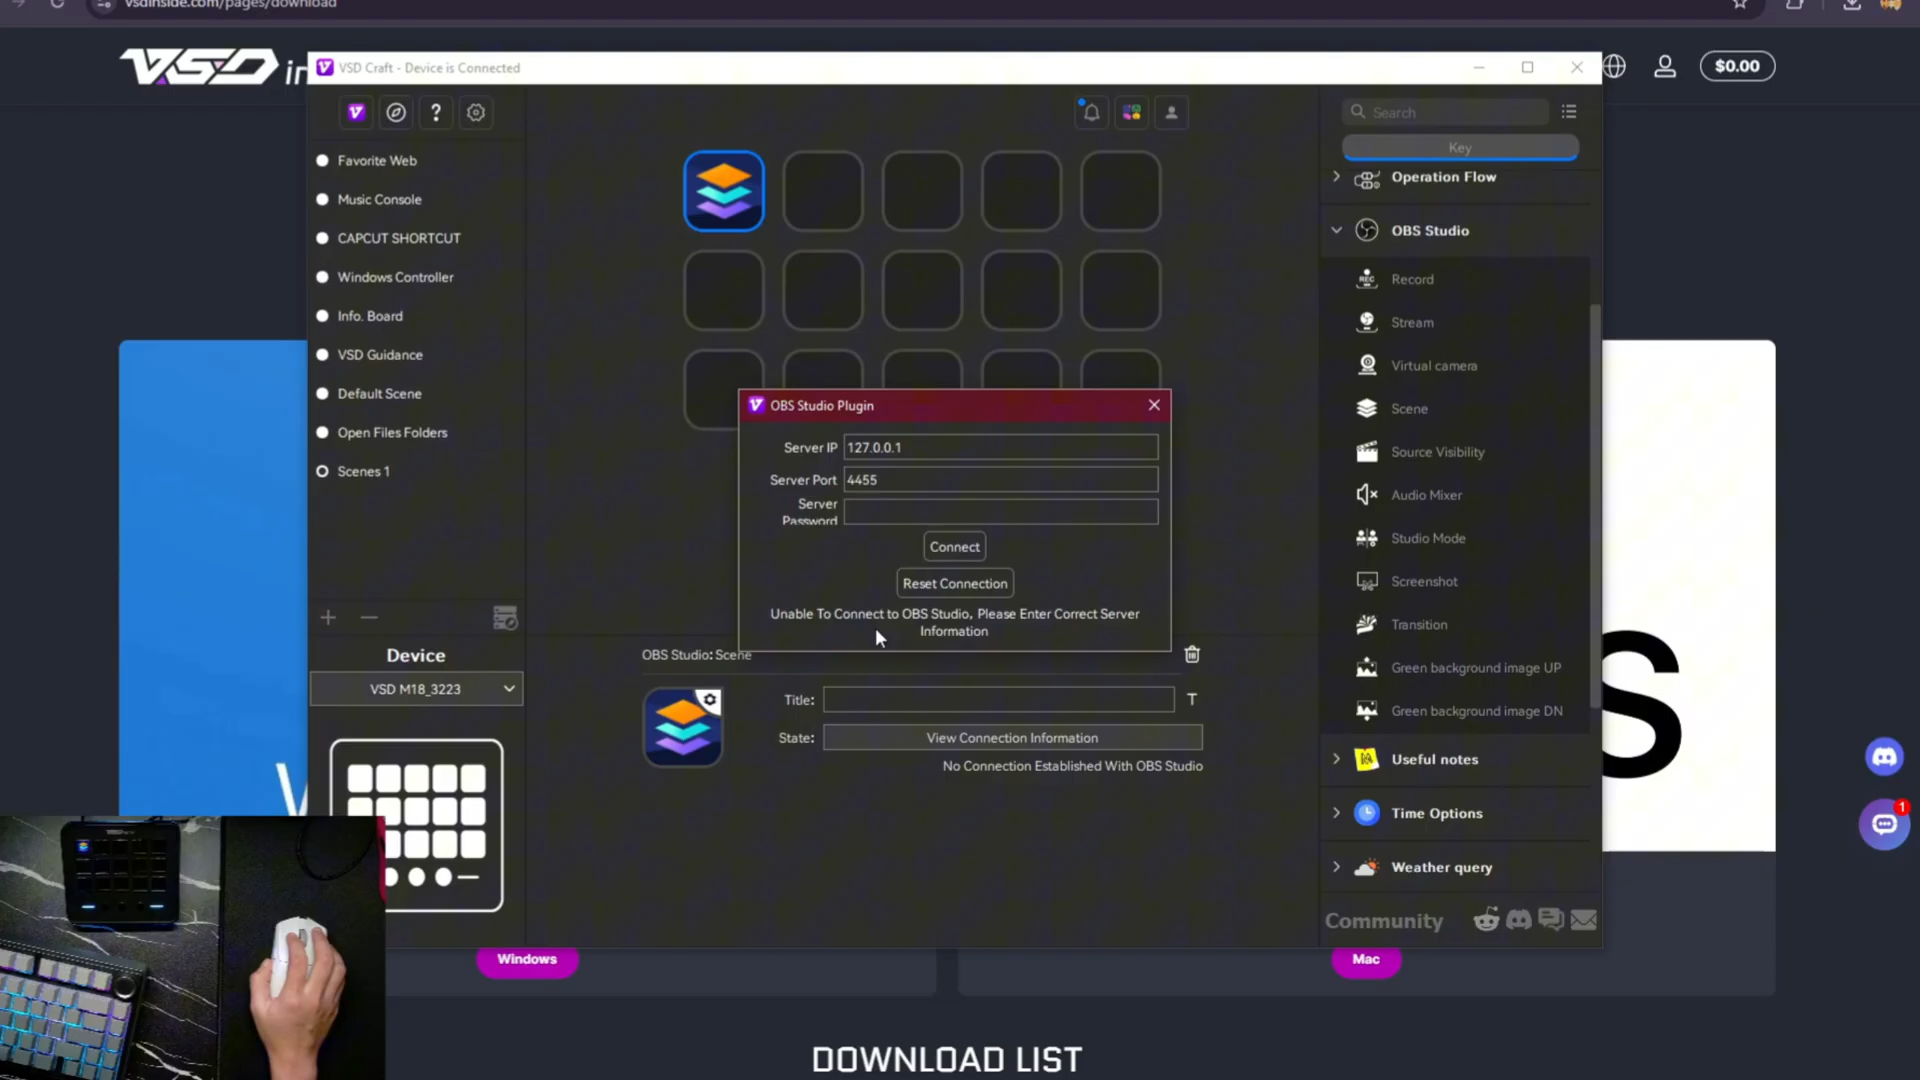 vsdinside.com/pages/download
VSD in
$0.00
VSD Craft - Device is Connected
?
Search
Key
Favorite Web
Music Console
CAPCUT SHORTCUT
Windows Controller
Info. Board
VSD Guidance
Default Scene
Open Files Folders
Scenes 1
Operation Flow
OBS Studio
REC
Record
Stream
Virtual camera
Scene
Source Visibility
Audio Mixer
Studio Mode
Screenshot
Transition
Green background image UP
Green background image DN
Useful notes
Time Options
Weather query
Community
OBS Studio Plugin
Server IP 127.0.0.1
Server Port 4455
Server
Password
Connect
Reset Connection
Unable To Connect to OBS Studio, Please Enter Correct Server
Information
OBS Studio: Scene
Title:
T
State: View Connection Information
No Connection Established With OBS Studio
Device
VSD M18_3223
1
S
Windows
Mac
DOWNLOAD LIST